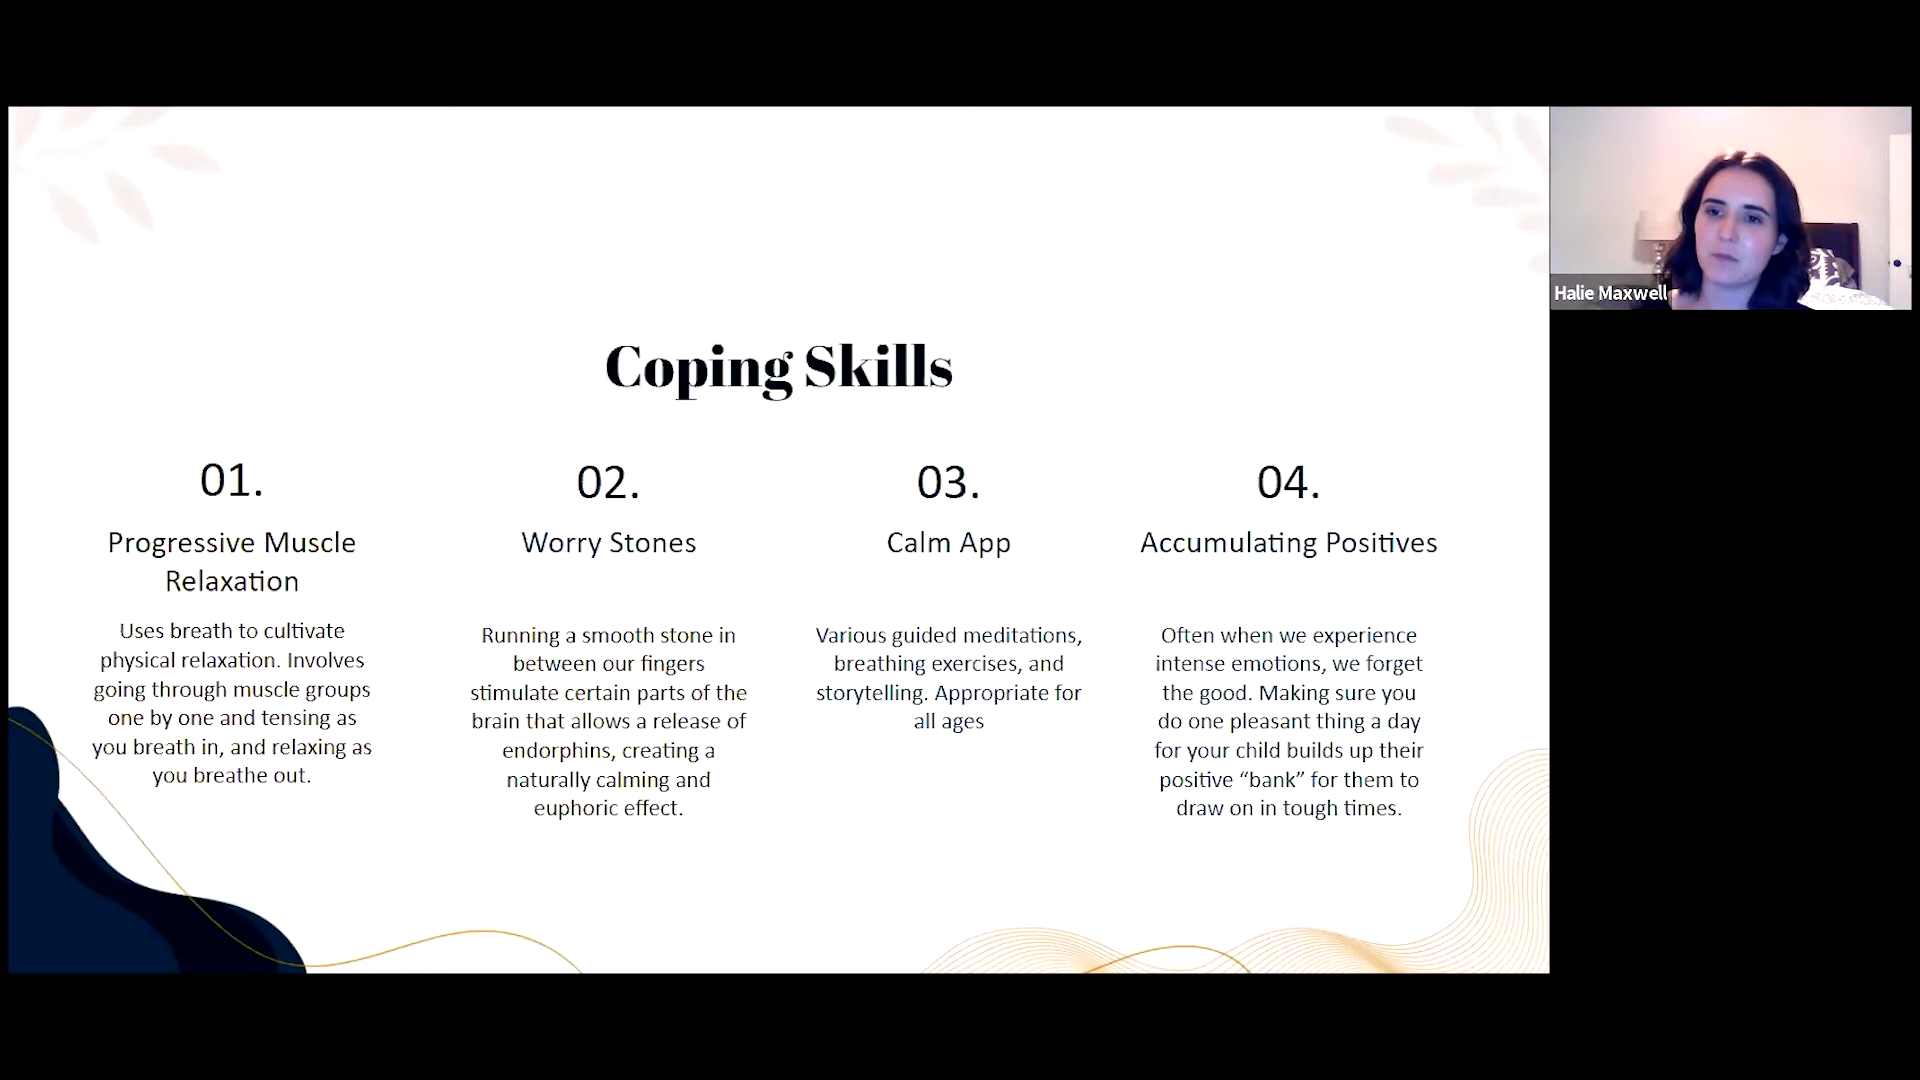 Coping Skills
01.
Progressive Muscle
Relaxation
Uses breath to cultivate
physical relaxation. Involves
going through muscle groups
one by one and tensing as
you breath in, and relaxing as
you breathe out.
02.
Worry Stones
Running a smooth stone in
between our fingers
stimulate certain parts of the
brain that allows a release of
endorphins, creating a
naturally calming and
euphoric effect.
03.
Calm App
Various guided meditations,
breathing exercises, and
storytelling. Appropriate for
all ages
04.
Accumulating Positives
Often when we experience
intense emotions, we forget
the good. Making sure you
do one pleasant thing a day
for your child builds up their
positive “bank” for them to
draw on in tough times.
Halie Maxwell